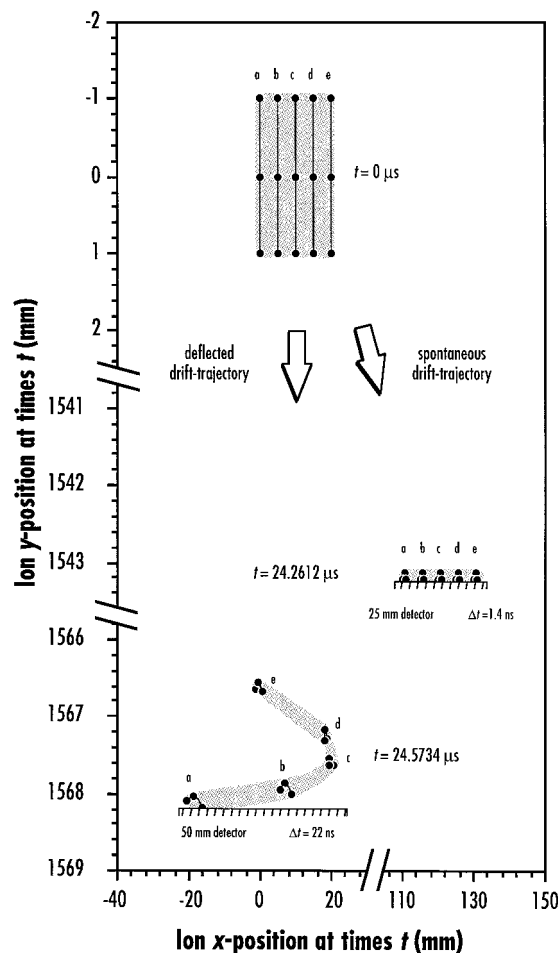 -2
-1
0
1
2
1541
1542
1543
1566
1567
1568
1569
Ion y-position at times t (mm)
a b c d e
t = 0 µs
deflected
drift-trajectory
spontaneous
drift-trajectory
a b c d e
t = 24.2612 µs
25 mm detector Δt =1.4 ns
e
d
c
b
a
t = 24.5734 µs
50 mm detector Δt = 22 ns
-40 -20 0 20 110 130 150
Ion x-position at times t (mm)